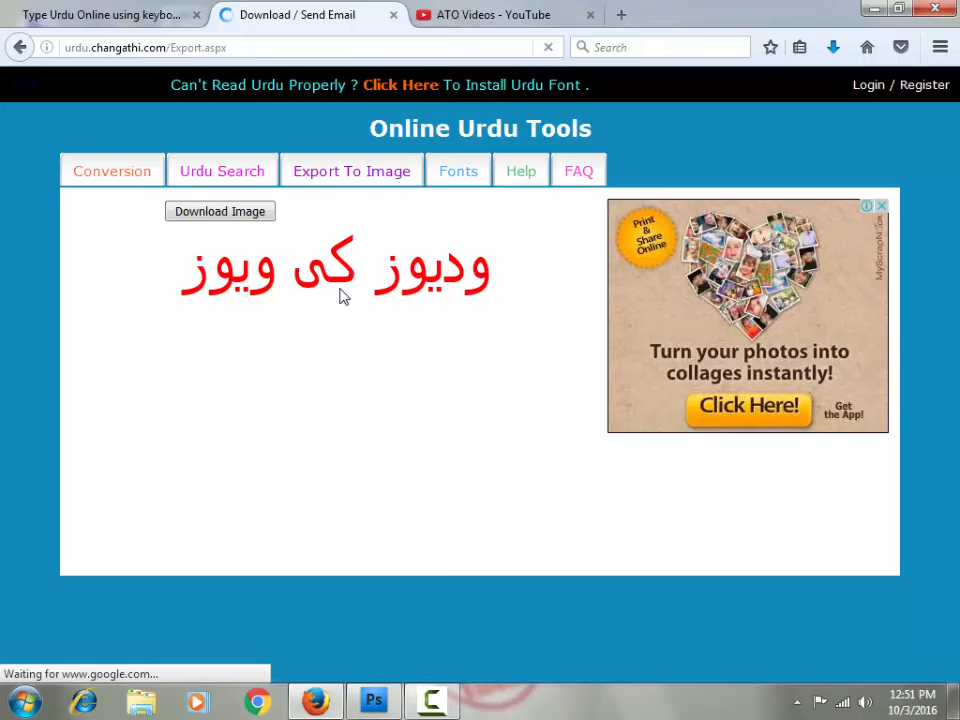 Type Urdu Online using keybo...
Download / Send Email
ATO Videos - YouTube
urdu.changathi.com/Export.aspx
Search
Can't Read Urdu Properly ? Click Here To Install Urdu Font .
Login / Register
Online Urdu Tools
Conversion
Urdu Search
Export To Image
Fonts
Help
FAQ
Download Image
ودیوز کی ویوز
Print
& Share
Online
MyScrapNook
Turn your photos into
collages instantly!
Click Here!
Get
the App!
Waiting for www.google.com...
Ps
12:51 PM
10/3/2016